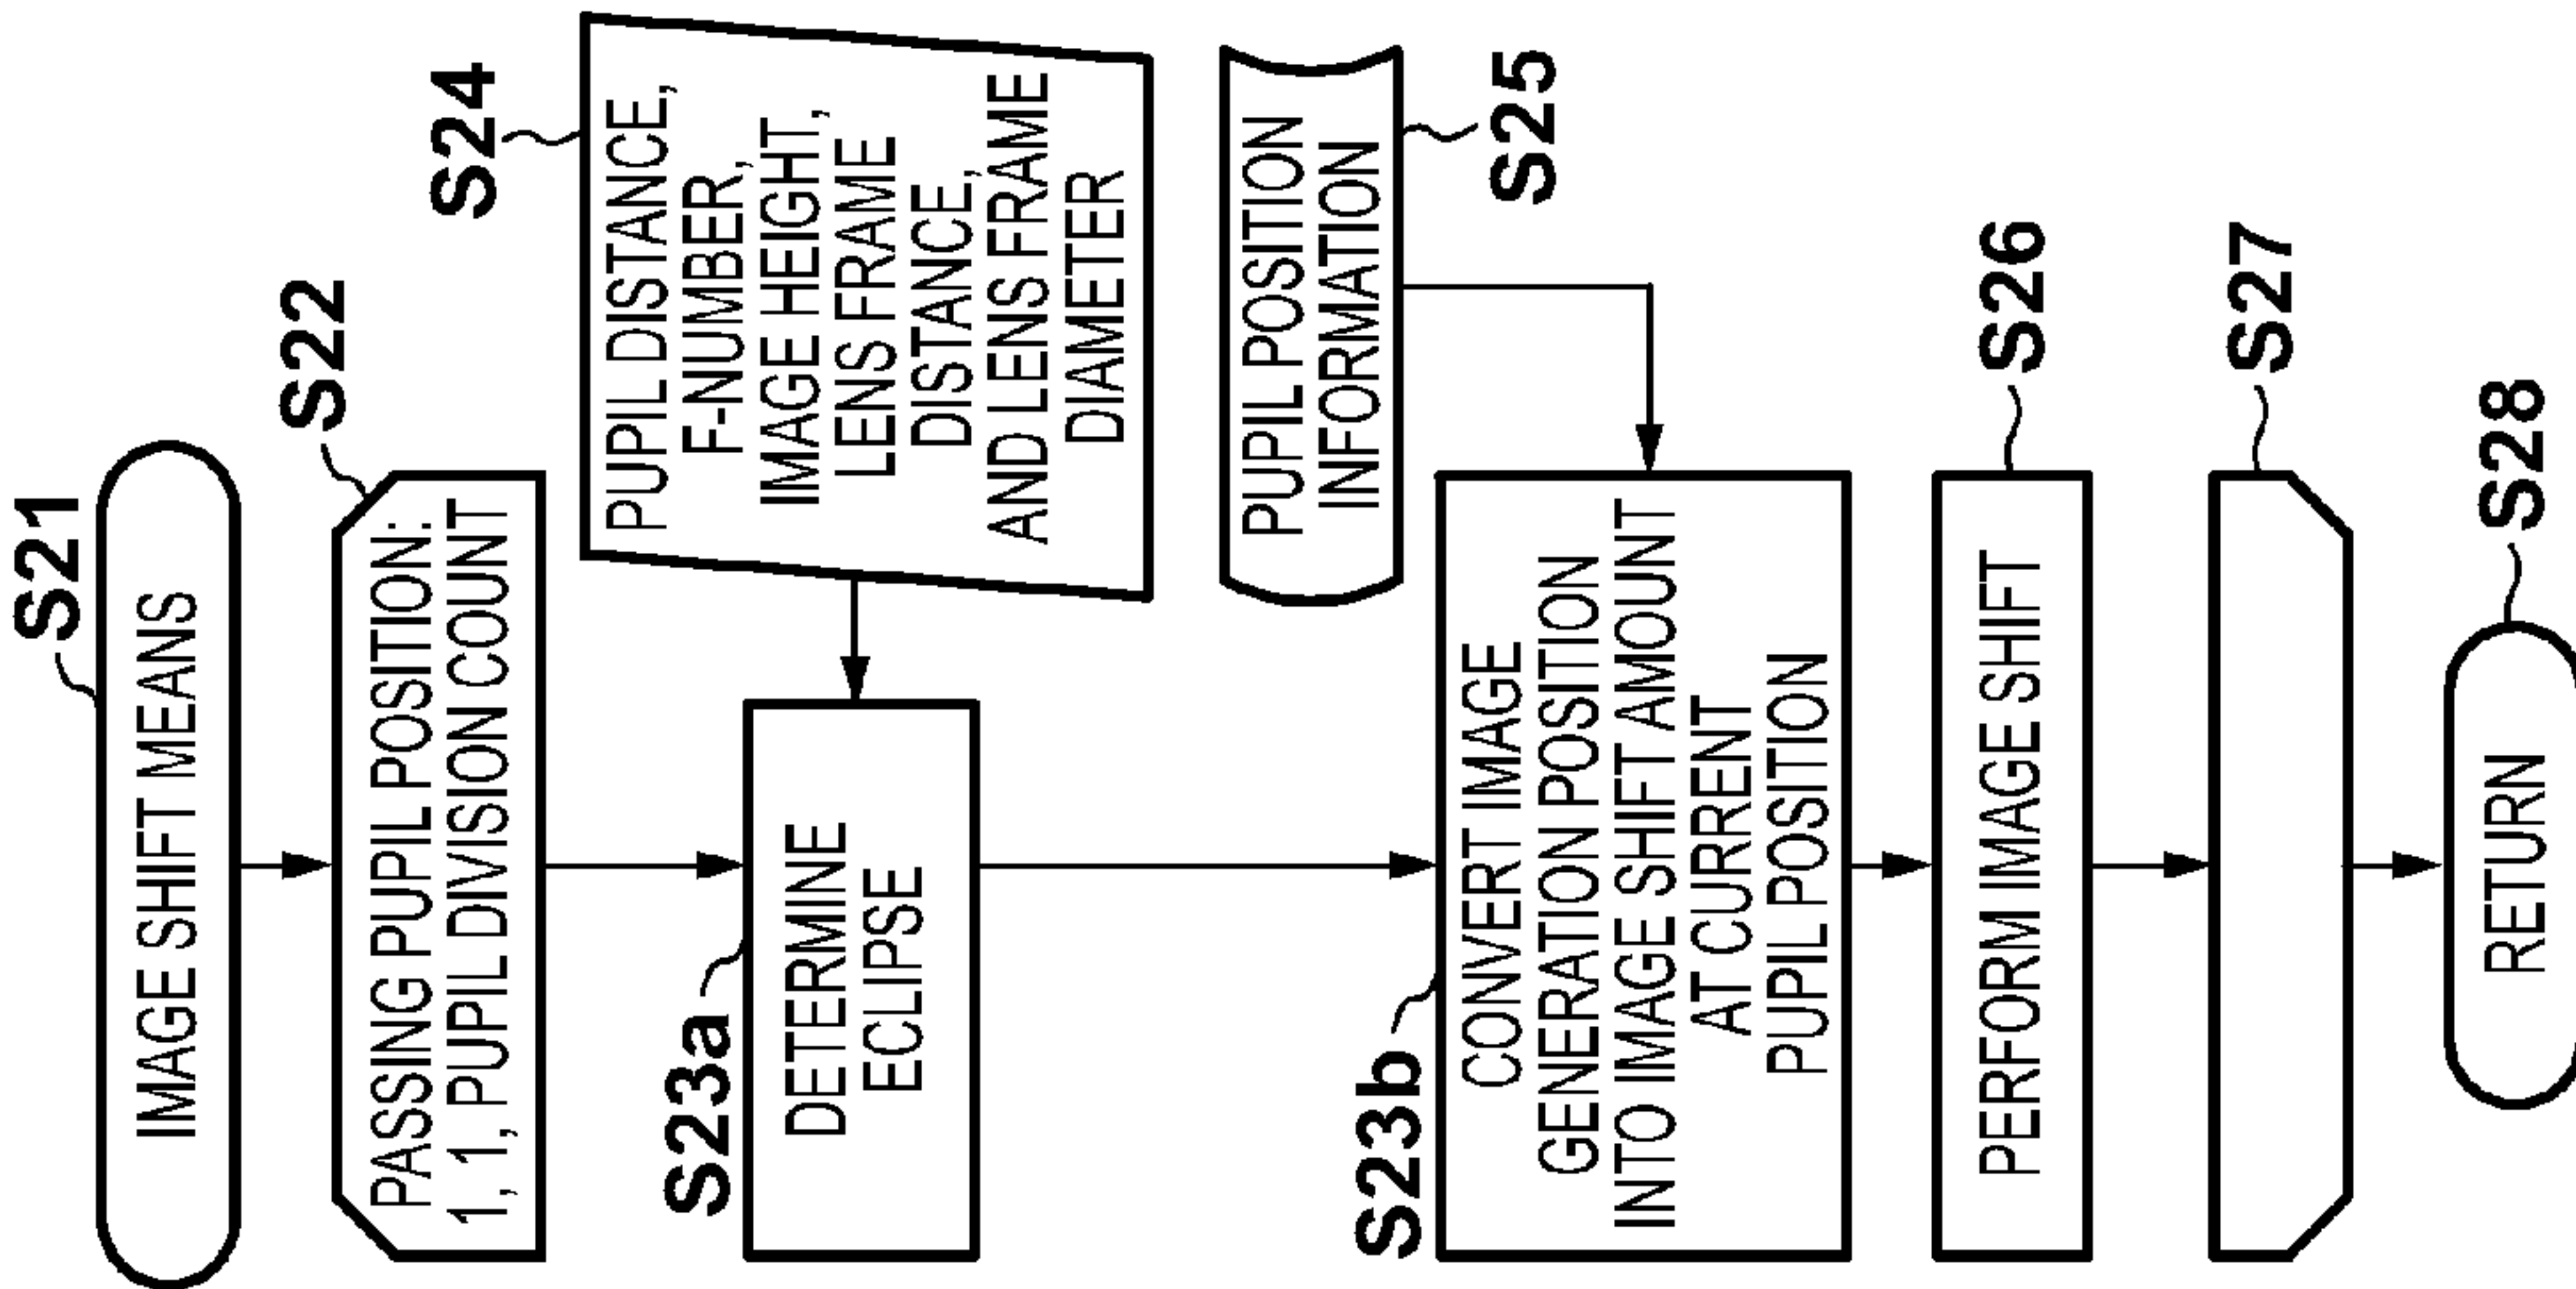 S21
IMAGE SHIFT MEANS
S22
PASSING PUPIL POSITION:
1, 1, PUPIL DIVISION COUNT
S23a
DETERMINE
ECLIPSE
S24
PUPIL DISTANCE,
F-NUMBER,
IMAGE HEIGHT,
LENS FRAME
DISTANCE,
AND LENS FRAME
DIAMETER
S23b
CONVERT IMAGE
GENERATION POSITION
INTO IMAGE SHIFT AMOUNT
AT CURRENT
PUPIL POSITION
PUPIL POSITION
INFORMATION
S25
PERFORM IMAGE SHIFT
S26
S27
RETURN
S28